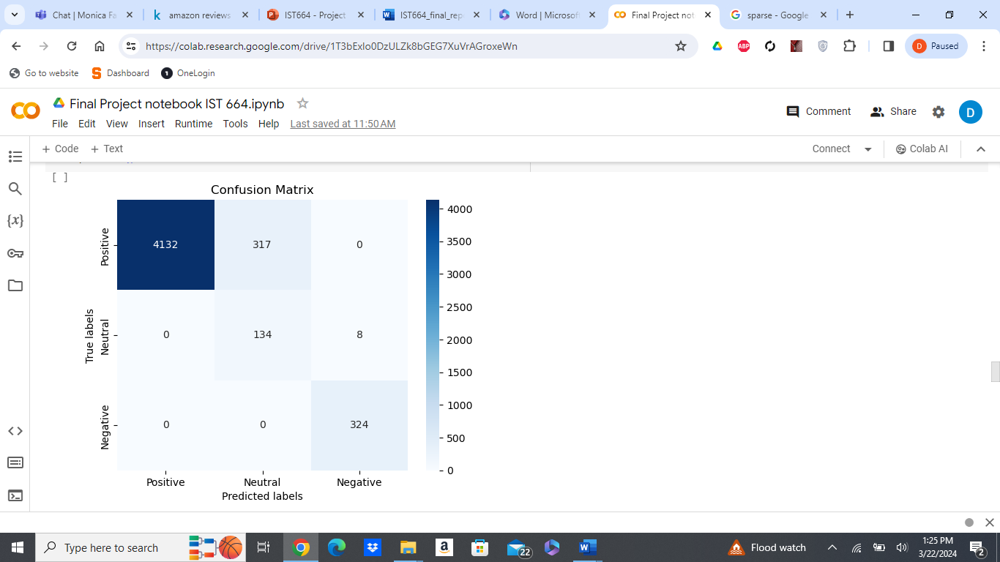 Chat | Monica Fa
amazon reviews
IST664 - Project
IST664_final_rep
Word | Microsof
Final Project not
sparse - Google
https://colab.research.google.com/drive/1T3bExlo0DzULZk8bGEG7XuVrAGroxeWn
ABP
D Paused
Go to website
Dashboard
OneLogin
Final Project notebook IST 664.ipynb
File Edit View Insert Runtime Tools Help Last saved at 11:50 AM
Comment
Share
D
+ Code + Text
Connect
Colab AI
[ ]
{x}
Confusion Matrix
True labels
Positive
Neutral
Negative
4132 317 0
0 134 8
0 0 324
Positive Neutral Negative
Predicted labels
4000
3500
3000
2500
2000
1500
1000
500
0
Type here to search
22
Flood watch
1:25 PM
3/22/2024
2